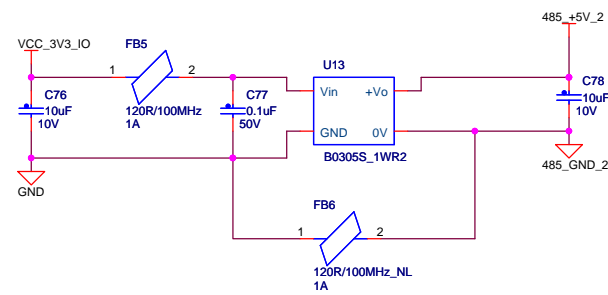 485_+5V_2
VCC_3V3_IO
FB5
U13
1
2
C76
10uF
10V
120R/100MHz
1A
C77
0.1uF
50V
Vin
+Vo
GND
0V
B0305S_1WR2
C78
10uF
10V
GND
485_GND_2
FB6
1
2
120R/100MHz_NL
1A